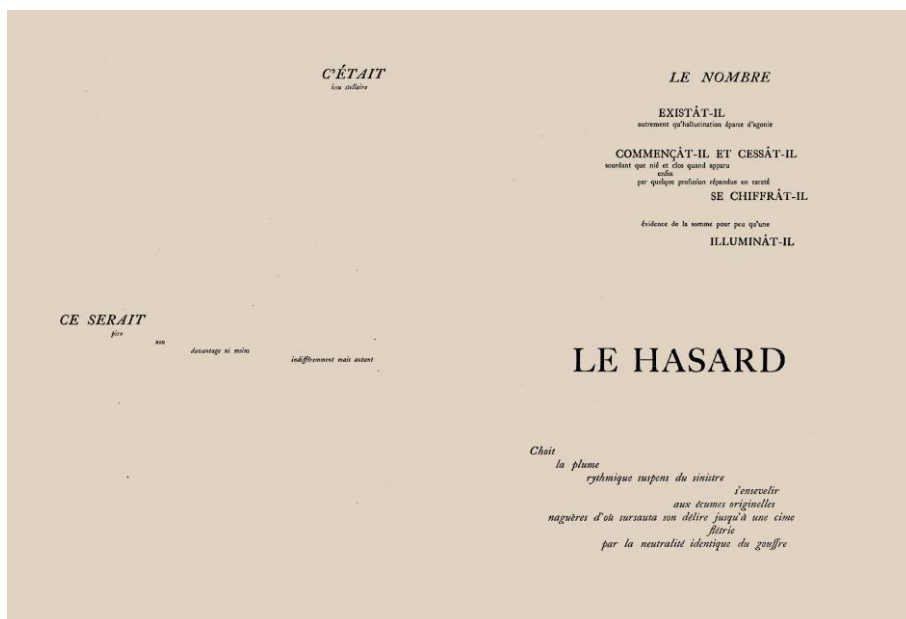 C'ÉTAIT
issu stellaire
CE SERAIT
pire
non
davantage ni moins
indifféremment mais autant
LE NOMBRE
EXISTÂT-IL
autrement qu'hallucination éparse d'agonie
COMMENÇÂT-IL ET CESSÂT-IL
sourdant que nié et clos quand apparu
enfin
par quelque profusion répandue en rareté
SE CHIFFRÂT-IL
évidence de la somme pour peu qu'une
ILLUMINÂT-IL
LE HASARD
Choit
la plume
rythmique suspens du sinistre
s'ensevelir
aux écumes originelles
naguères d'où sursauta son délire jusqu'à une cime
flétrie
par la neutralité identique du gouffre